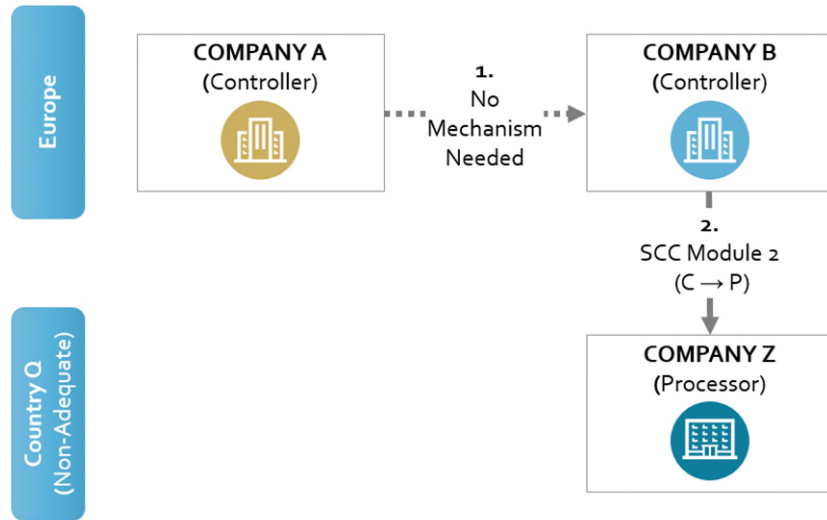 Europe
COMPANY A
(Controller)
1.
No
Mechanism
Needed
COMPANY B
(Controller)
2.
SCC Module 2
(C → P)
Country Q
(Non-Adequate)
COMPANY Z
(Processor)